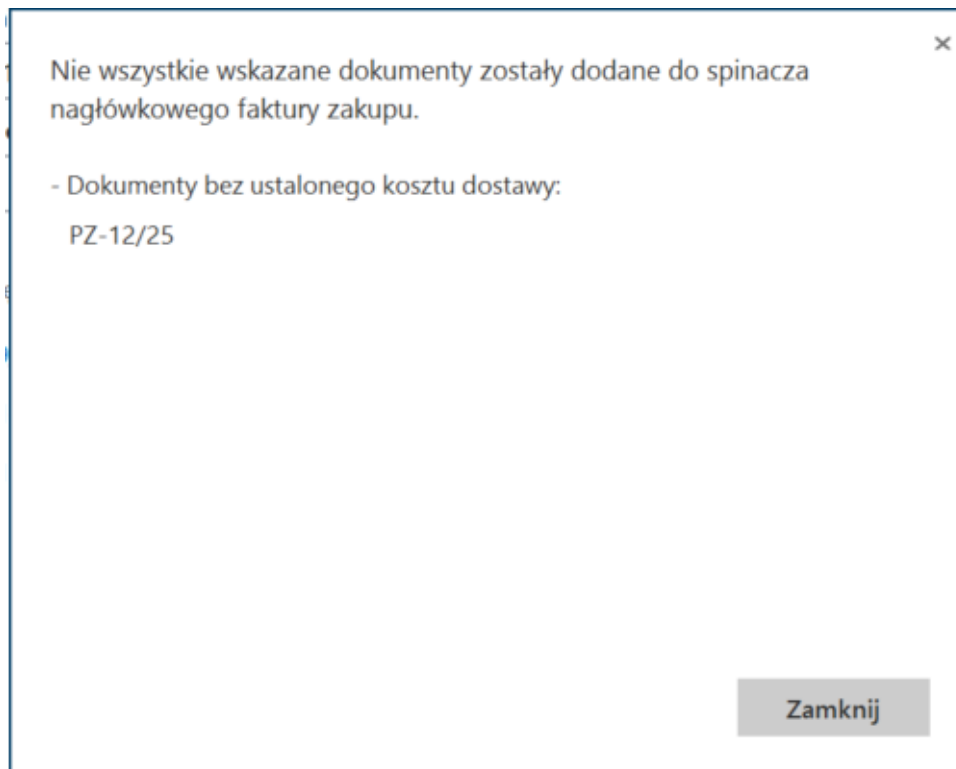 Nie wszystkie wskazane dokumenty zostały dodane do spinacza
nagłówkowego faktury zakupu.
- Dokumenty bez ustalonego kosztu dostawy:
PZ-12/25
Zamknij